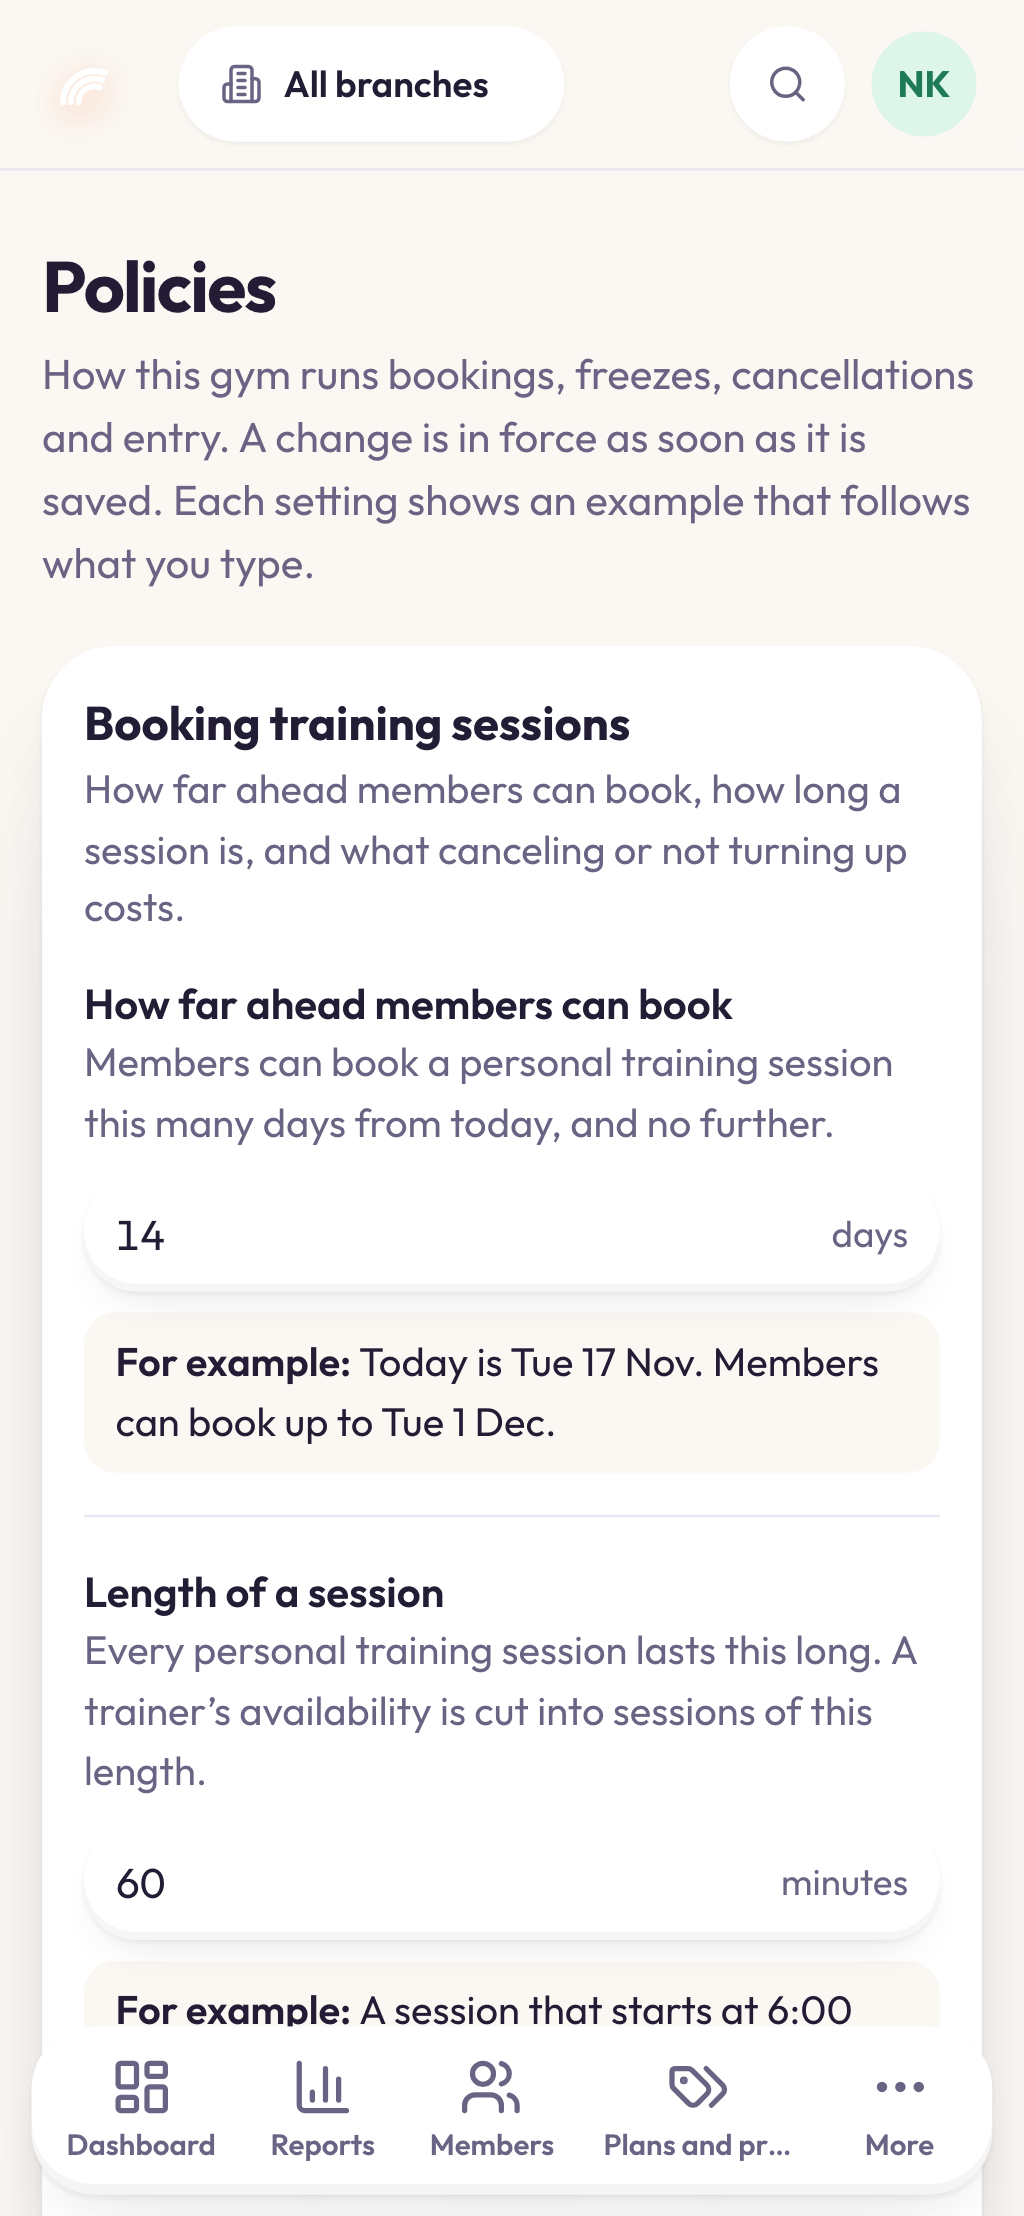 All branches
NK
Policies
How this gym runs bookings, freezes, cancellations
and entry. A change is in force as soon as it is
saved. Each setting shows an example that follows
what you type.
Booking training sessions
How far ahead members can book, how long a
session is, and what canceling or not turning up
costs.
How far ahead members can book
Members can book a personal training session
this many days from today, and no further.
14 days
For example: Today is Tue 17 Nov. Members
can book up to Tue 1 Dec.
Length of a session
Every personal training session lasts this long. A
trainer’s availability is cut into sessions of this
length.
60 minutes
For example: A session that starts at 6:00
Dashboard Reports Members Plans and pr... More